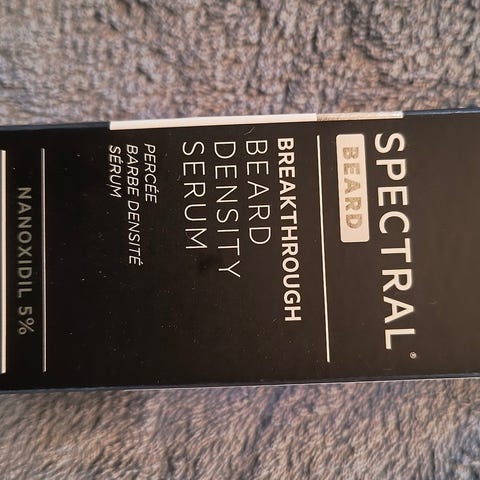 SPECTRAL®
BEARD
BREAKTHROUGH
BEARD
DENSITY
SERUM
PERCÉE
BARBE DENSITÉ
SÉRUM
NANOXIDIL 5%